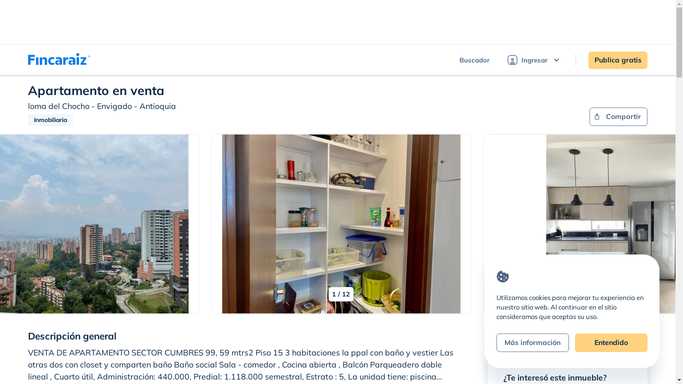 Fincaraíz
Buscador
Ingresar
Publica gratis
Apartamento en venta
loma del Chocho - Envigado - Antioquia
Inmobiliaria
Compartir
1 / 12
Utilizamos cookies para mejorar tu experiencia en
nuestro sitio web. Al continuar en el sitio
consideramos que aceptas su uso.
Más información
Entendido
Descripción general
VENTA DE APARTAMENTO SECTOR CUMBRES 99, 59 mtrs2 Piso 15 3 habitaciones la ppal con baño y vestier Las
otras dos con closet y comparten baño Baño social Sala - comedor , Cocina abierta , Balcón Parqueadero doble
lineal , Cuarto útil, Administración: 440.000, Predial: 1.118.000 semestral, Estrato : 5, La unidad tiene: piscina...
¿Te interesó este inmueble?